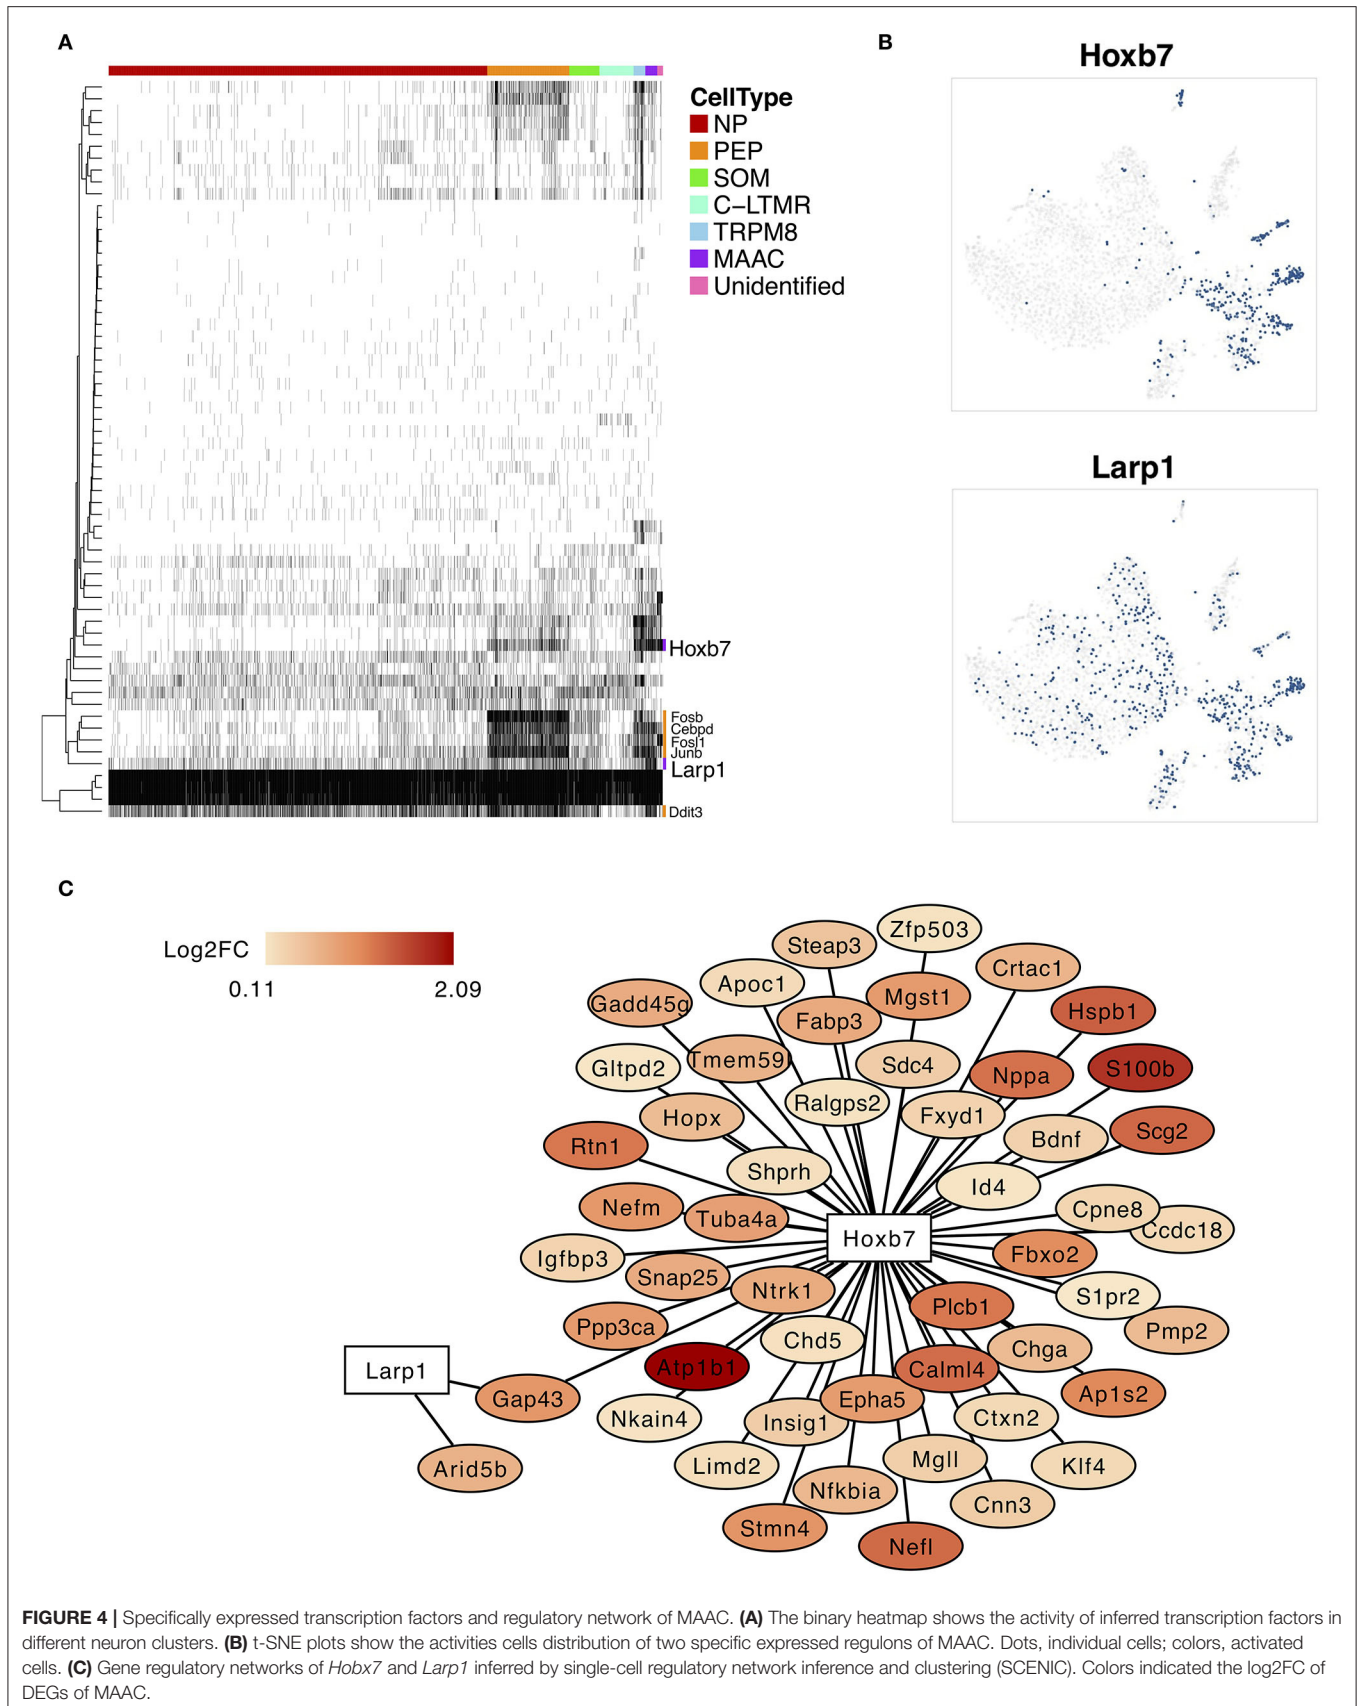 A
B
Hoxb7
CellType
NP
PEP
SOM
C-LTMR
TRPM8
MAAC
Unidentified
Hoxb7
Fosb
Cebpd
Fosl1
Junb
Larp1
Ddit3
Larp1
C
Log2FC
0.11 2.09
Zfp503
Steap3
Crtac1
Apoc1
Mgst1
Gadd45g
Hspb1
Fabp3
Tmem59l
Sdc4
Gltpd2
Nppa
S100b
Ralgps2
Hopx
Fxyd1
Bdnf
Scg2
Rtn1
Shprh
Id4
Nefm
Tuba4a
Cpne8
Ccdc18
Hoxb7
Igfbp3
Fbxo2
Snap25
Ntrk1
S1pr2
Plcb1
Ppp3ca
Pmp2
Chd5
Chga
Larp1
Atp1b1
Calml4
Gap43
Epha5
Ap1s2
Nkain4
Insig1
Ctxn2
Arid5b
Limd2
Mgll
Klf4
Nfkbia
Cnn3
Stmn4
Nefl
FIGURE 4 | Specifically expressed transcription factors and regulatory network of MAAC. (A) The binary heatmap shows the activity of inferred transcription factors in
different neuron clusters. (B) t-SNE plots show the activities cells distribution of two specific expressed regulons of MAAC. Dots, individual cells; colors, activated
cells. (C) Gene regulatory networks of Hobx7 and Larp1 inferred by single-cell regulatory network inference and clustering (SCENIC). Colors indicated the log2FC of
DEGs of MAAC.